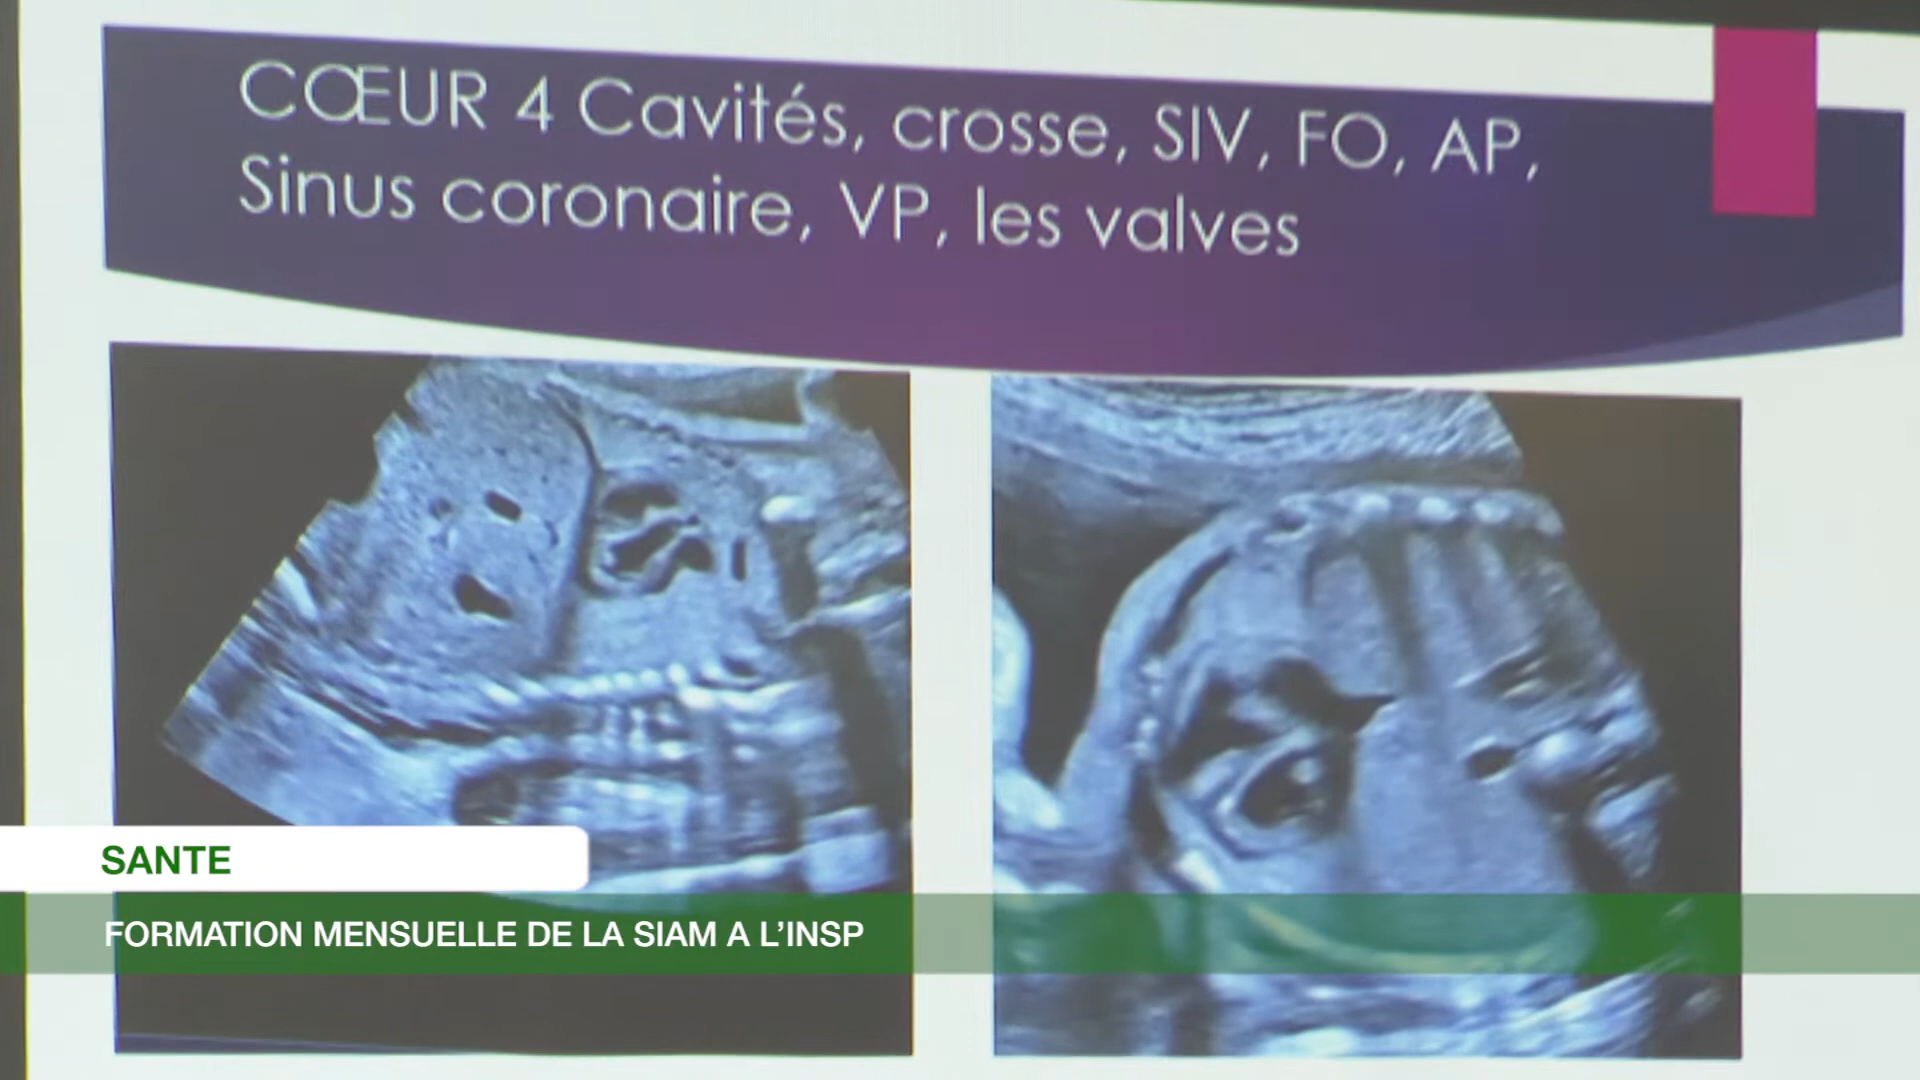 CŒUR 4 Cavités, crosse, SIV, FO, AP,
Sinus coronaire, VP, les valves
SANTE
FORMATION MENSUELLE DE LA SIAM A L’INSP